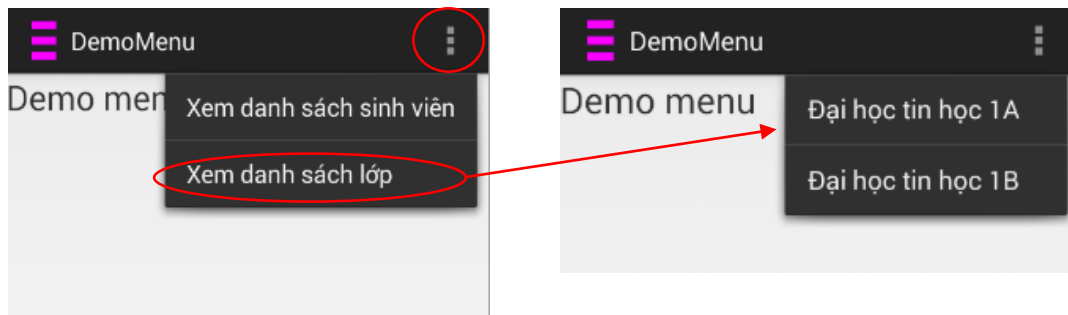 DemoMenu
Demo men
Xem danh sách sinh viên
Xem danh sách lớp
DemoMenu
Demo menu
Đại học tin học 1A
Đại học tin học 1B